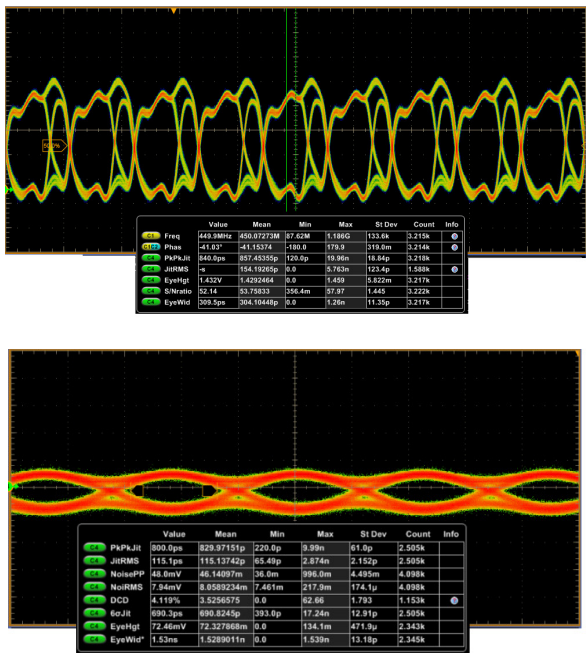 50.0%
Value Mean Min Max St Dev Count Info
C1 Freq 449.9MHz 450.07273M 87.62M 1.186G 133.6k 3.215k
C1C2 Phas -41.03° -41.15374 -180.0 179.9 319.0m 3.214k
C4 PkPkJit 840.0ps 857.45355p 120.0p 19.96n 18.84p 3.218k
C4 JitRMS -s 154.19265p 0.0 5.763n 123.4p 1.588k
C4 EyeHgt 1.432V 1.4292464 0.0 1.459 5.822m 3.217k
C4 S/Nratio 52.14 53.75833 356.4m 57.97 1.445 3.222k
C4 EyeWid 309.5ps 304.10448p 0.0 1.26n 11.35p 3.217k
Value Mean Min Max St Dev Count Info
C4 PkPkJit 800.0ps 829.97151p 220.0p 9.99n 61.0p 2.505k
C4 JitRMS 115.1ps 115.13742p 65.49p 2.874n 2.152p 2.505k
C4 NoisePP 48.0mV 46.14097m 36.0m 996.0m 4.495m 4.098k
C4 NoiRMS 7.94mV 8.0589234m 7.461m 217.9m 174.1µ 4.098k
C4 DCD 4.119% 3.5256575 0.0 62.66 1.793 1.153k
C4 6σJit 690.3ps 690.8245p 393.0p 17.24n 12.91p 2.505k
C4 EyeHgt 72.46mV 72.327868m 0.0 134.1m 471.9µ 2.343k
C4 EyeWid* 1.53ns 1.5289011n 0.0 1.539n 13.18p 2.345k